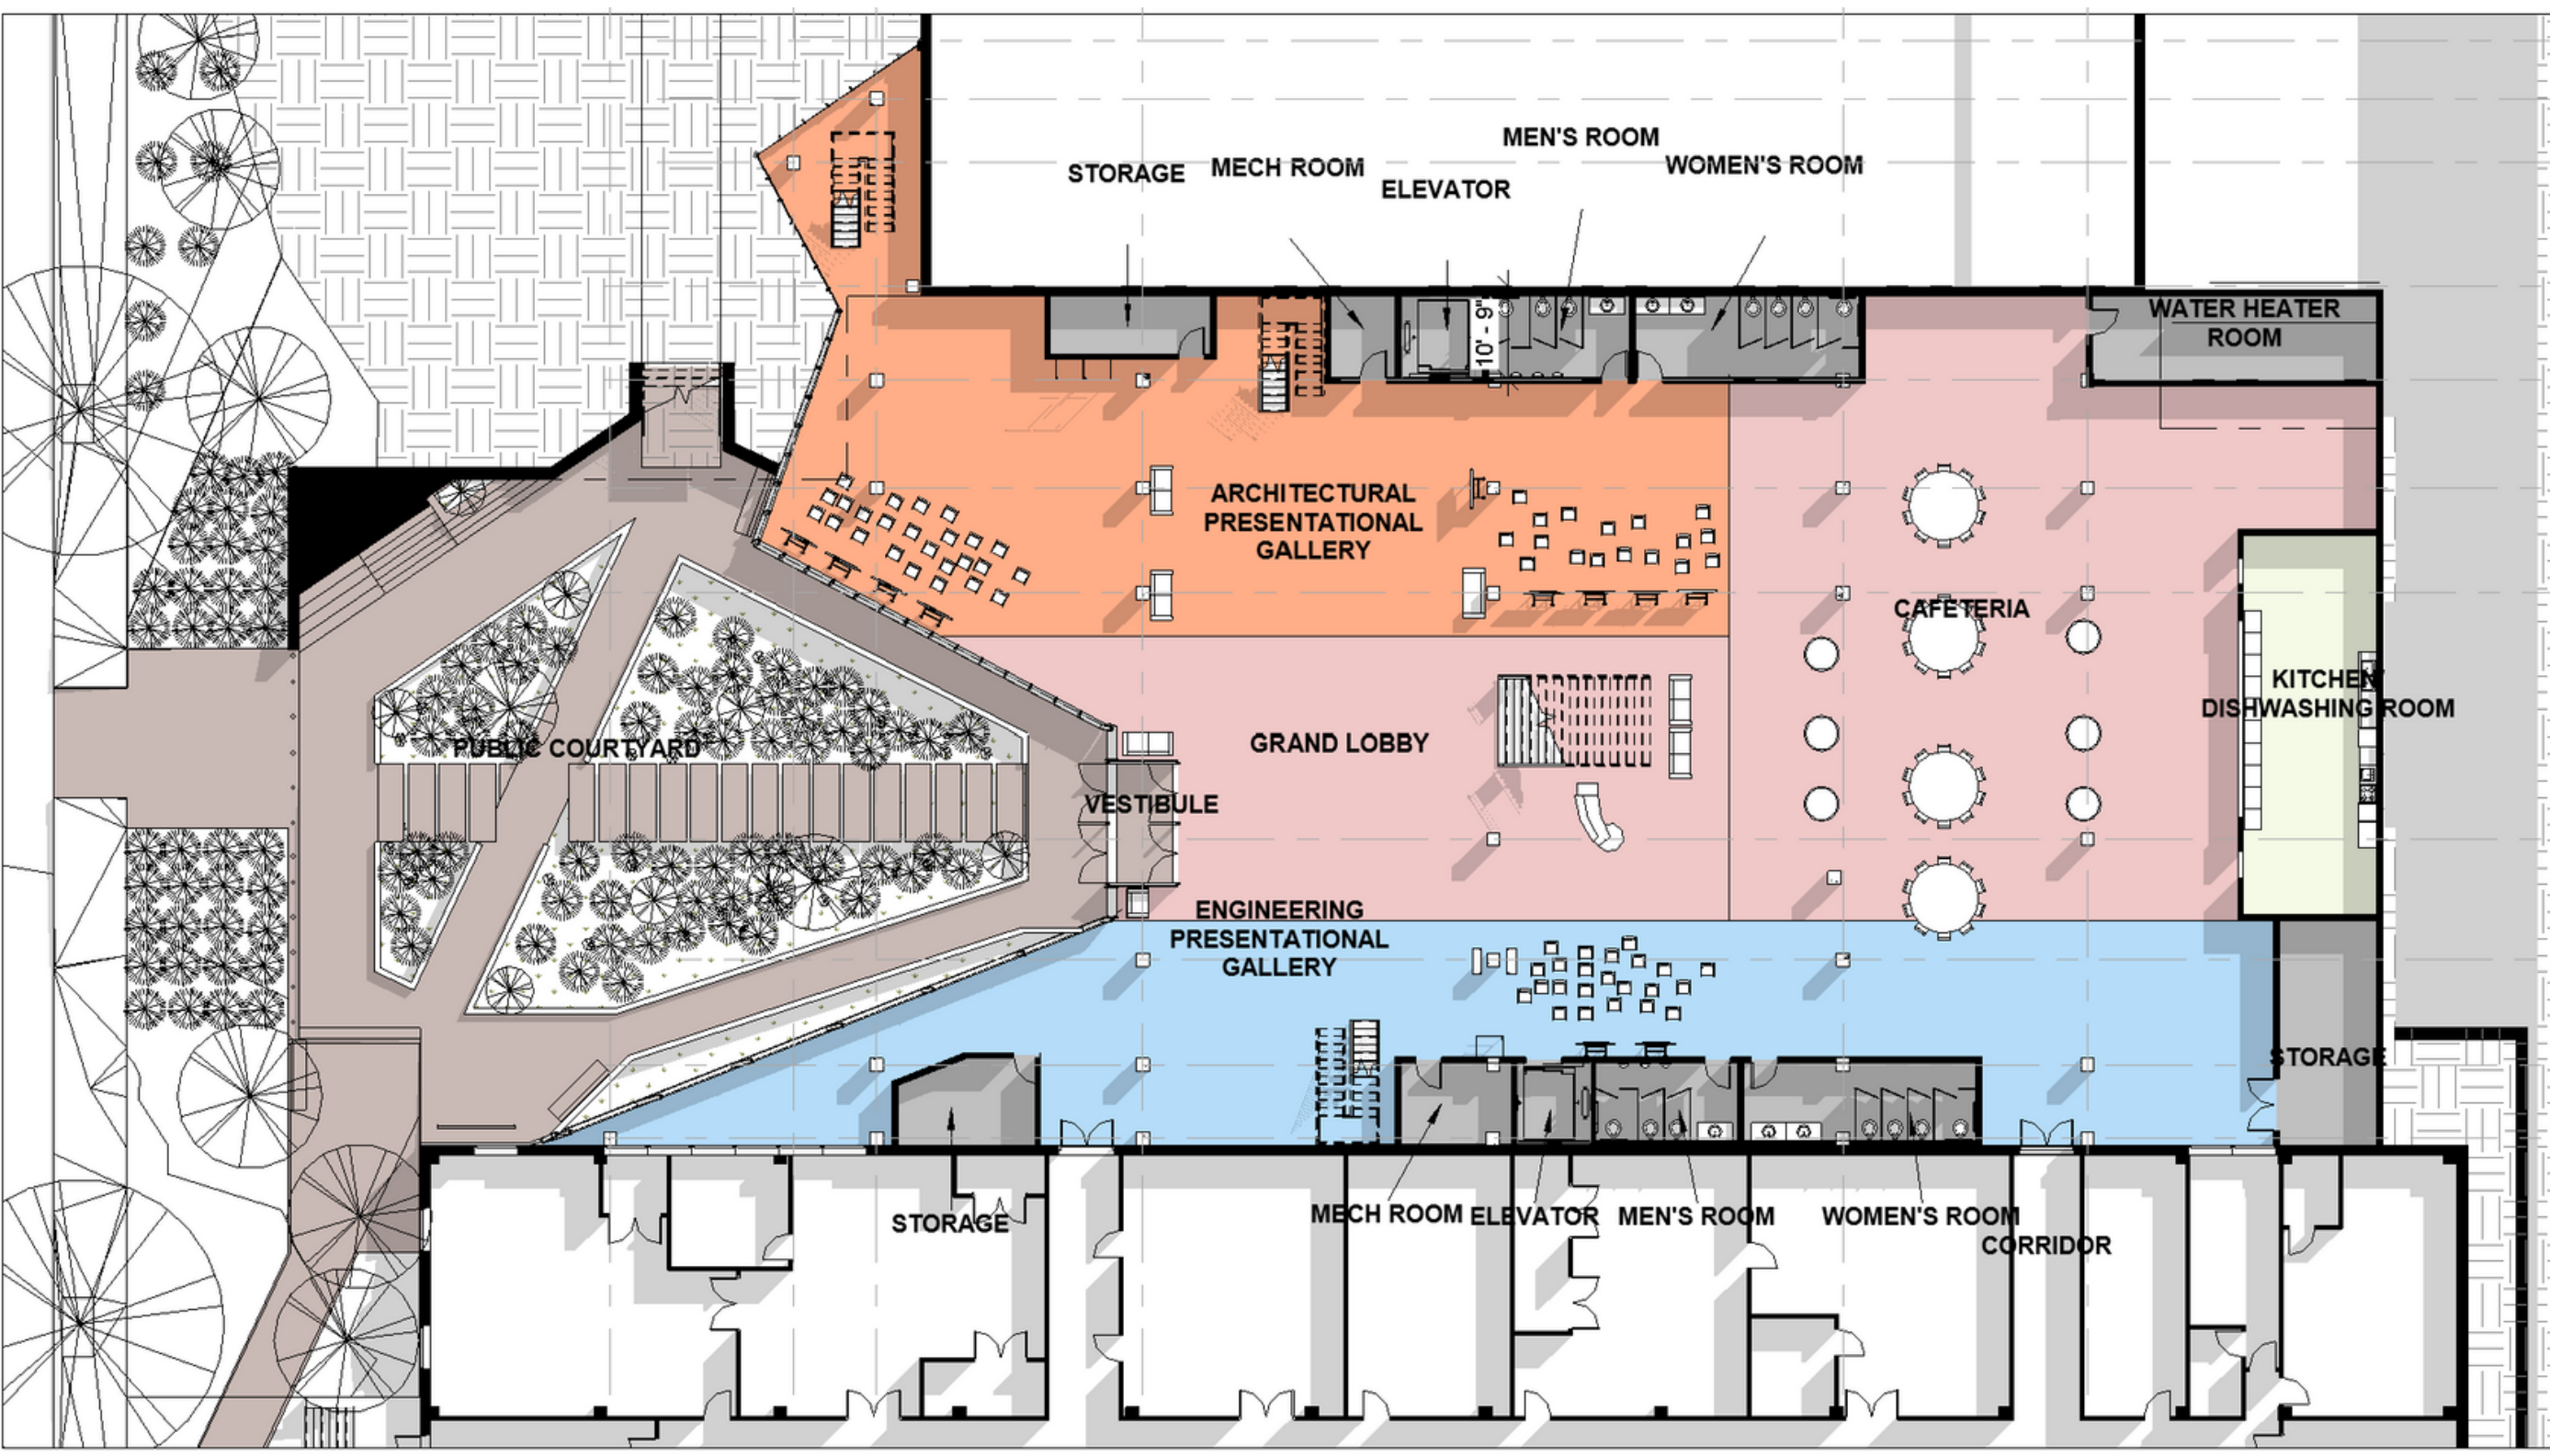 MEN'S ROOM
STORAGE
MECH ROOM
WOMEN'S ROOM
ELEVATOR
10' - 9"
WATER HEATER
ROOM
ARCHITECTURAL
PRESENTATIONAL
GALLERY
CAFETERIA
KITCHEN/
DISHWASHING ROOM
PUBLIC COURTYARD
GRAND LOBBY
VESTIBULE
ENGINEERING
PRESENTATIONAL
GALLERY
STORAGE
STORAGE
MECH ROOM
ELEVATOR
MEN'S ROOM
WOMEN'S ROOM
CORRIDOR